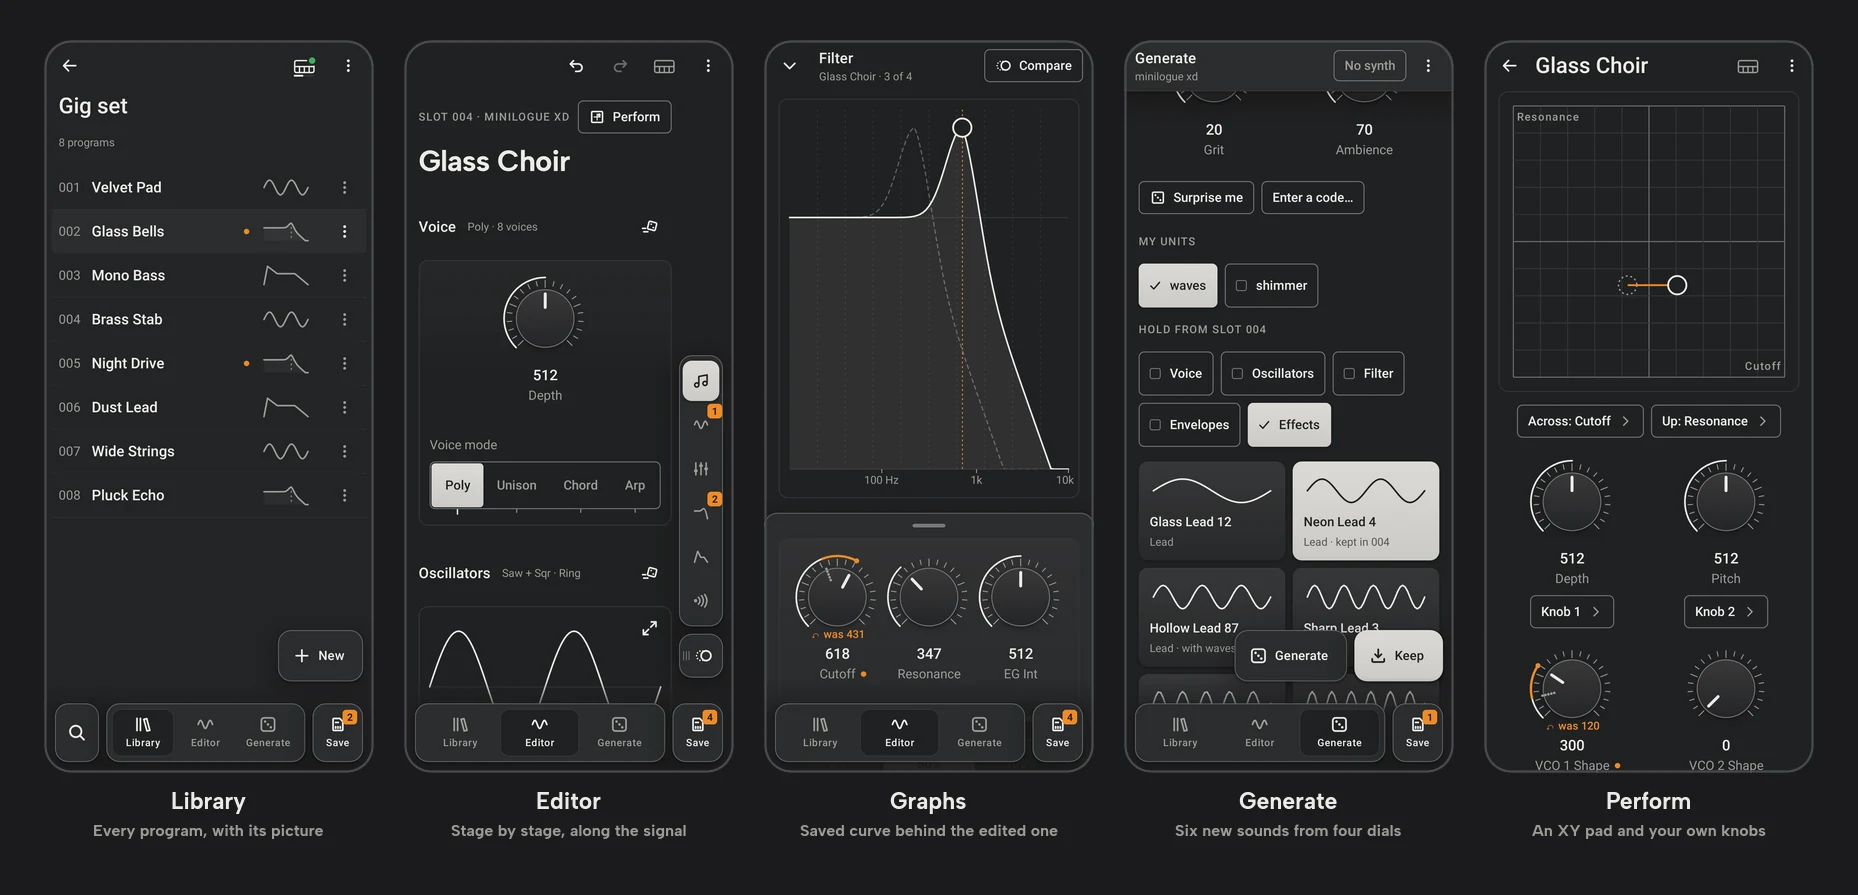 Gig set
8 programs
001 Velvet Pad
002 Glass Bells
003 Mono Bass
004 Brass Stab
005 Night Drive
006 Dust Lead
007 Wide Strings
008 Pluck Echo
New
Library
Editor
Generate
2
Save
Library
Every program, with its picture
SLOT 004 · MINILOGUE XD
Perform
Glass Choir
Voice Poly · 8 voices
512
Depth
Voice mode
Poly Unison Chord Arp
1
2
Oscillators Saw + Sqr · Ring
Library
Editor
Generate
4
Save
Editor
Stage by stage, along the signal
Filter
Glass Choir · 3 of 4
Compare
100 Hz 1k 10k
was 431
618 347 512
Cutoff Resonance EG Int
Library
Editor
Generate
4
Save
Graphs
Saved curve behind the edited one
Generate
minilogue xd
No synth
20 70
Grit Ambience
Surprise me Enter a code...
MY UNITS
waves shimmer
HOLD FROM SLOT 004
Voice Oscillators Filter
Envelopes Effects
Glass Lead 12
Lead
Neon Lead 4
Lead · kept in 004
Hollow Lead 87
Lead · with waves
Sharp Lead 3
Generate Keep
Library
Editor
Generate
1
Save
Generate
Six new sounds from four dials
Glass Choir
Resonance
Cutoff
Across: Cutoff Up: Resonance
512 512
Depth Pitch
Knob 1 Knob 2
was 120
300 0
VCO 1 Shape VCO 2 Shape
Perform
An XY pad and your own knobs